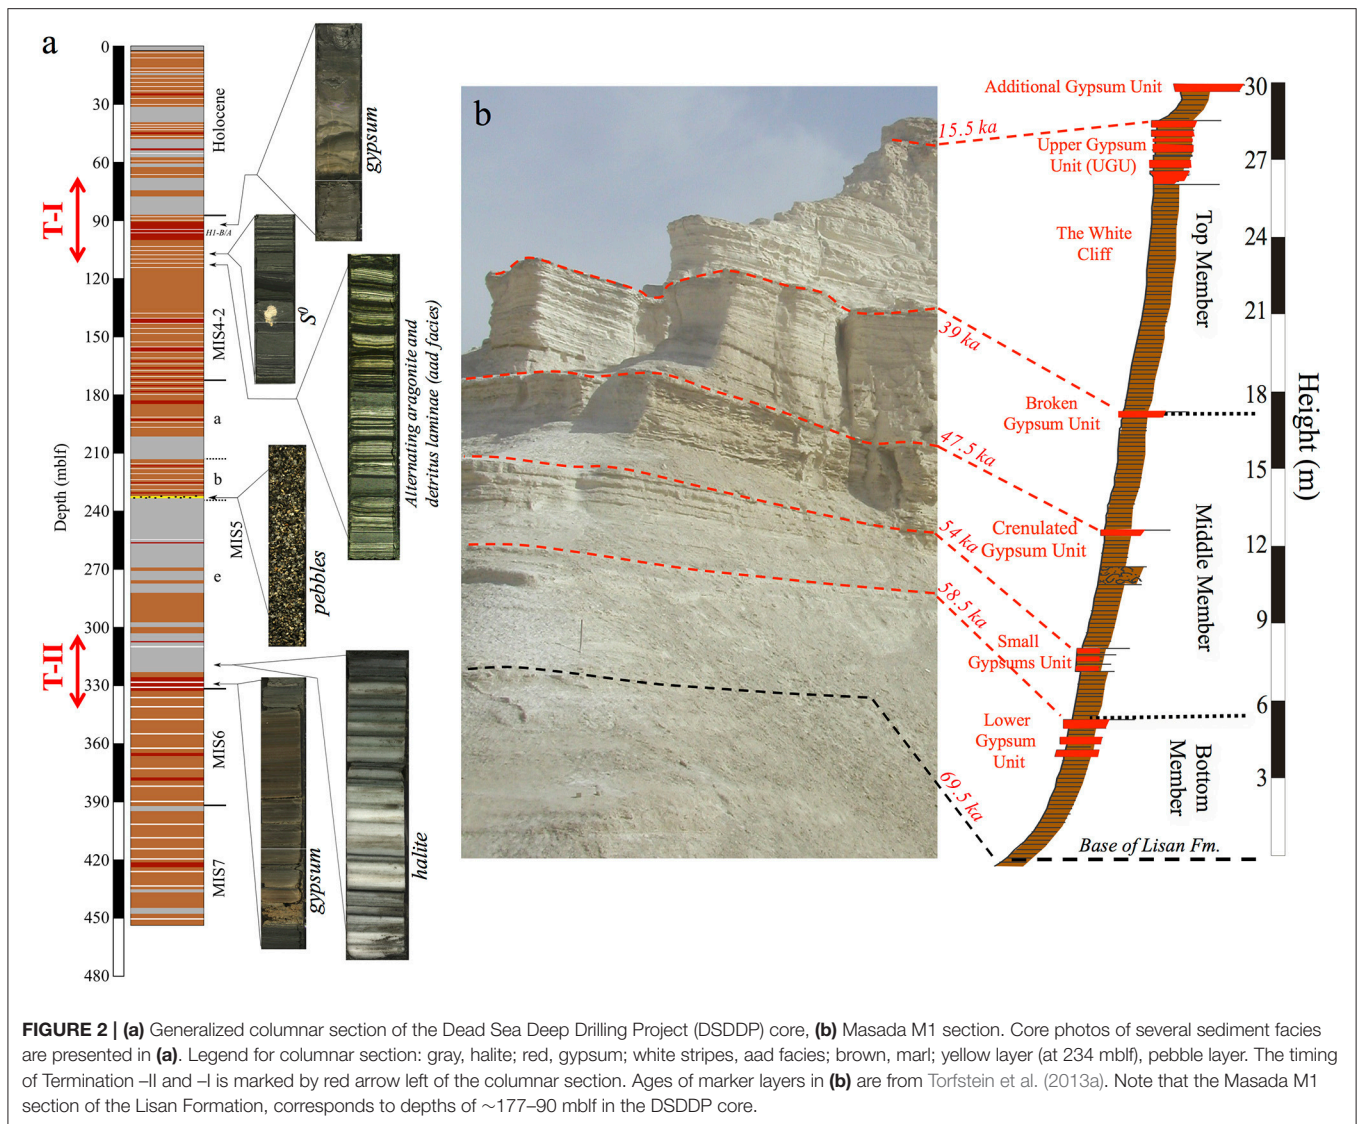 a
0
30
60
90
120
150
180
210
240
270
300
330
360
390
420
450
480
Depth (mblf)
T-I
T-II
Holocene
H1-B/A
MIS4-2
a
b
MIS5
e
MIS6
MIS7
gypsum
S⁰
Alternating aragonite and
detritus laminae (aad facies)
pebbles
gypsum
halite
b
15.5 ka
39 ka
47.5 ka
54 ka
58.5 ka
69.5 ka
Additional Gypsum Unit
Upper Gypsum
Unit (UGU)
The White
Cliff
Broken
Gypsum Unit
Crenulated
Gypsum Unit
Small
Gypsums Unit
Lower
Gypsum
Unit
Top Member
Middle Member
Bottom
Member
Base of Lisan Fm.
30
27
24
21
18
15
12
9
6
3
Height (m)
FIGURE 2 | (a) Generalized columnar section of the Dead Sea Deep Drilling Project (DSDDP) core, (b) Masada M1 section. Core photos of several sediment facies
are presented in (a). Legend for columnar section: gray, halite; red, gypsum; white stripes, aad facies; brown, marl; yellow layer (at 234 mblf), pebble layer. The timing
of Termination –II and –I is marked by red arrow left of the columnar section. Ages of marker layers in (b) are from Torfstein et al. (2013a). Note that the Masada M1
section of the Lisan Formation, corresponds to depths of ∼177–90 mblf in the DSDDP core.